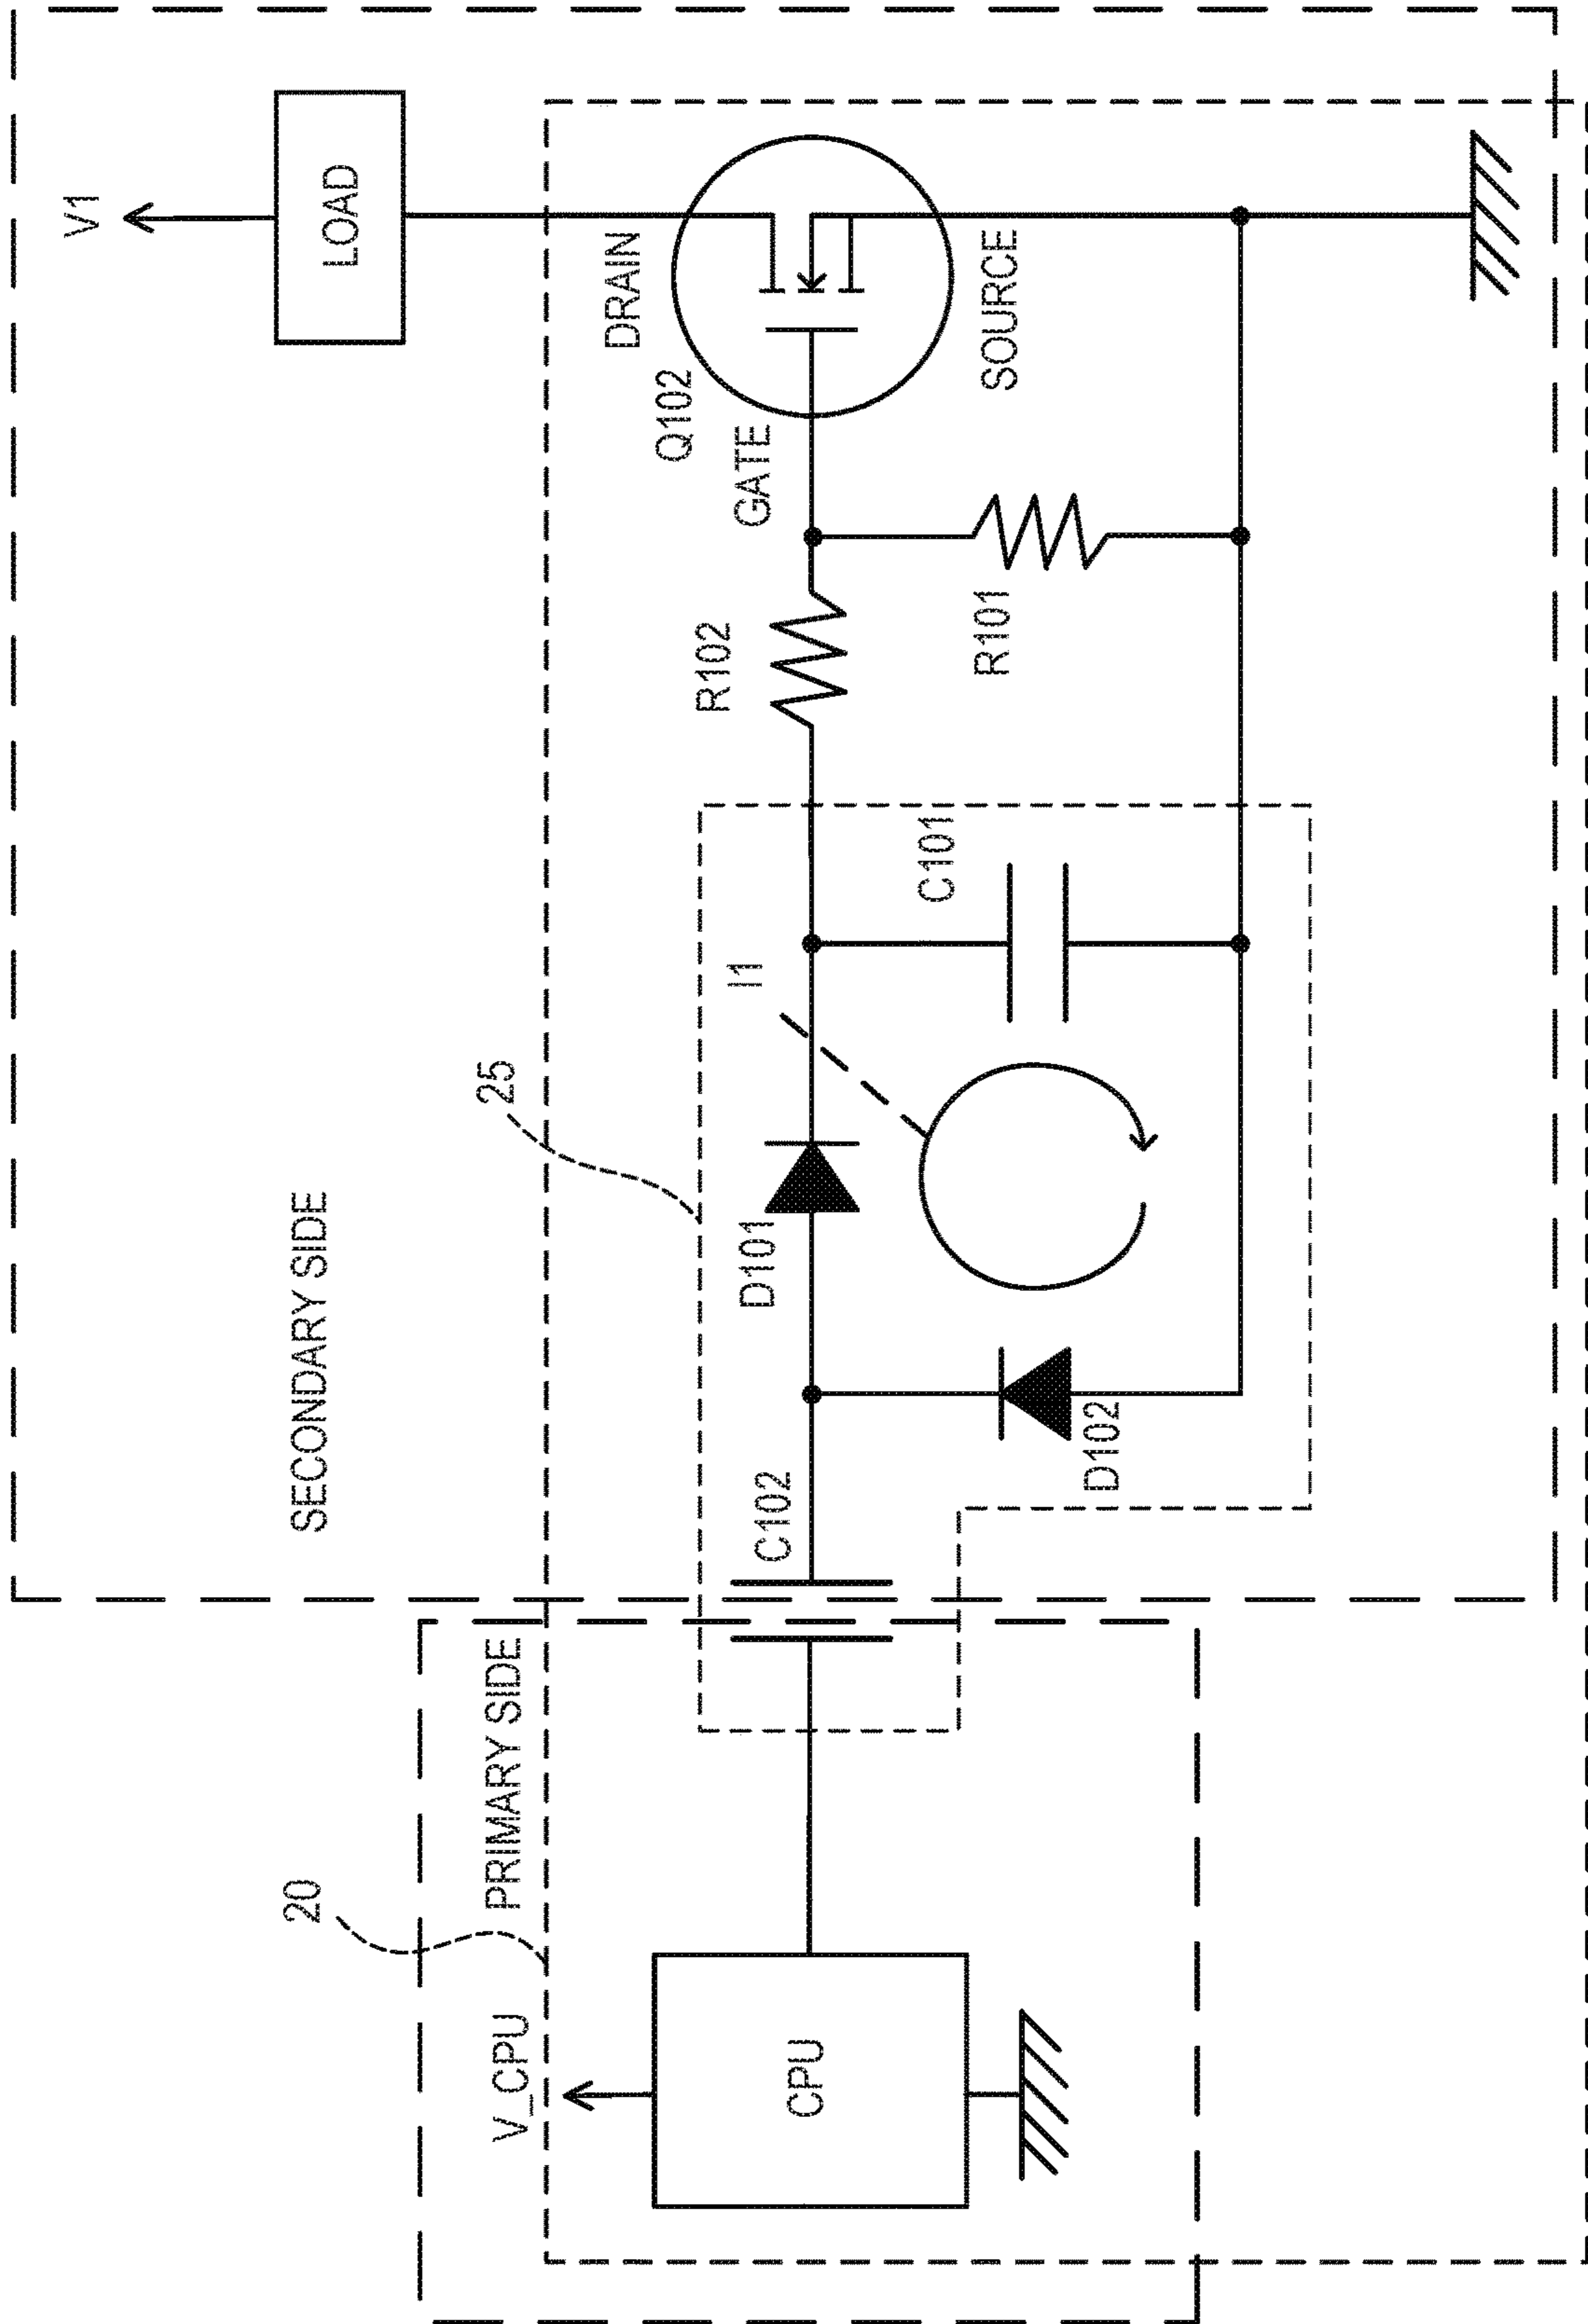 SECONDARY SIDE
V1
LOAD
20
PRIMARY SIDE
25
V_CPU
DRAIN
Q102
GATE
SOURCE
R102
R101
I1
C101
D101
C102
D102
CPU